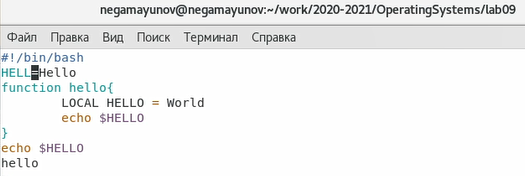 negamayunov@negamayunov:~/work/2020-2021/OperatingSystems/lab09
Файл Правка Вид Поиск Терминал Справка
#!/bin/bash
HELL=Hello
function hello{
        LOCAL HELLO = World
        echo $HELLO
}
echo $HELLO
hello